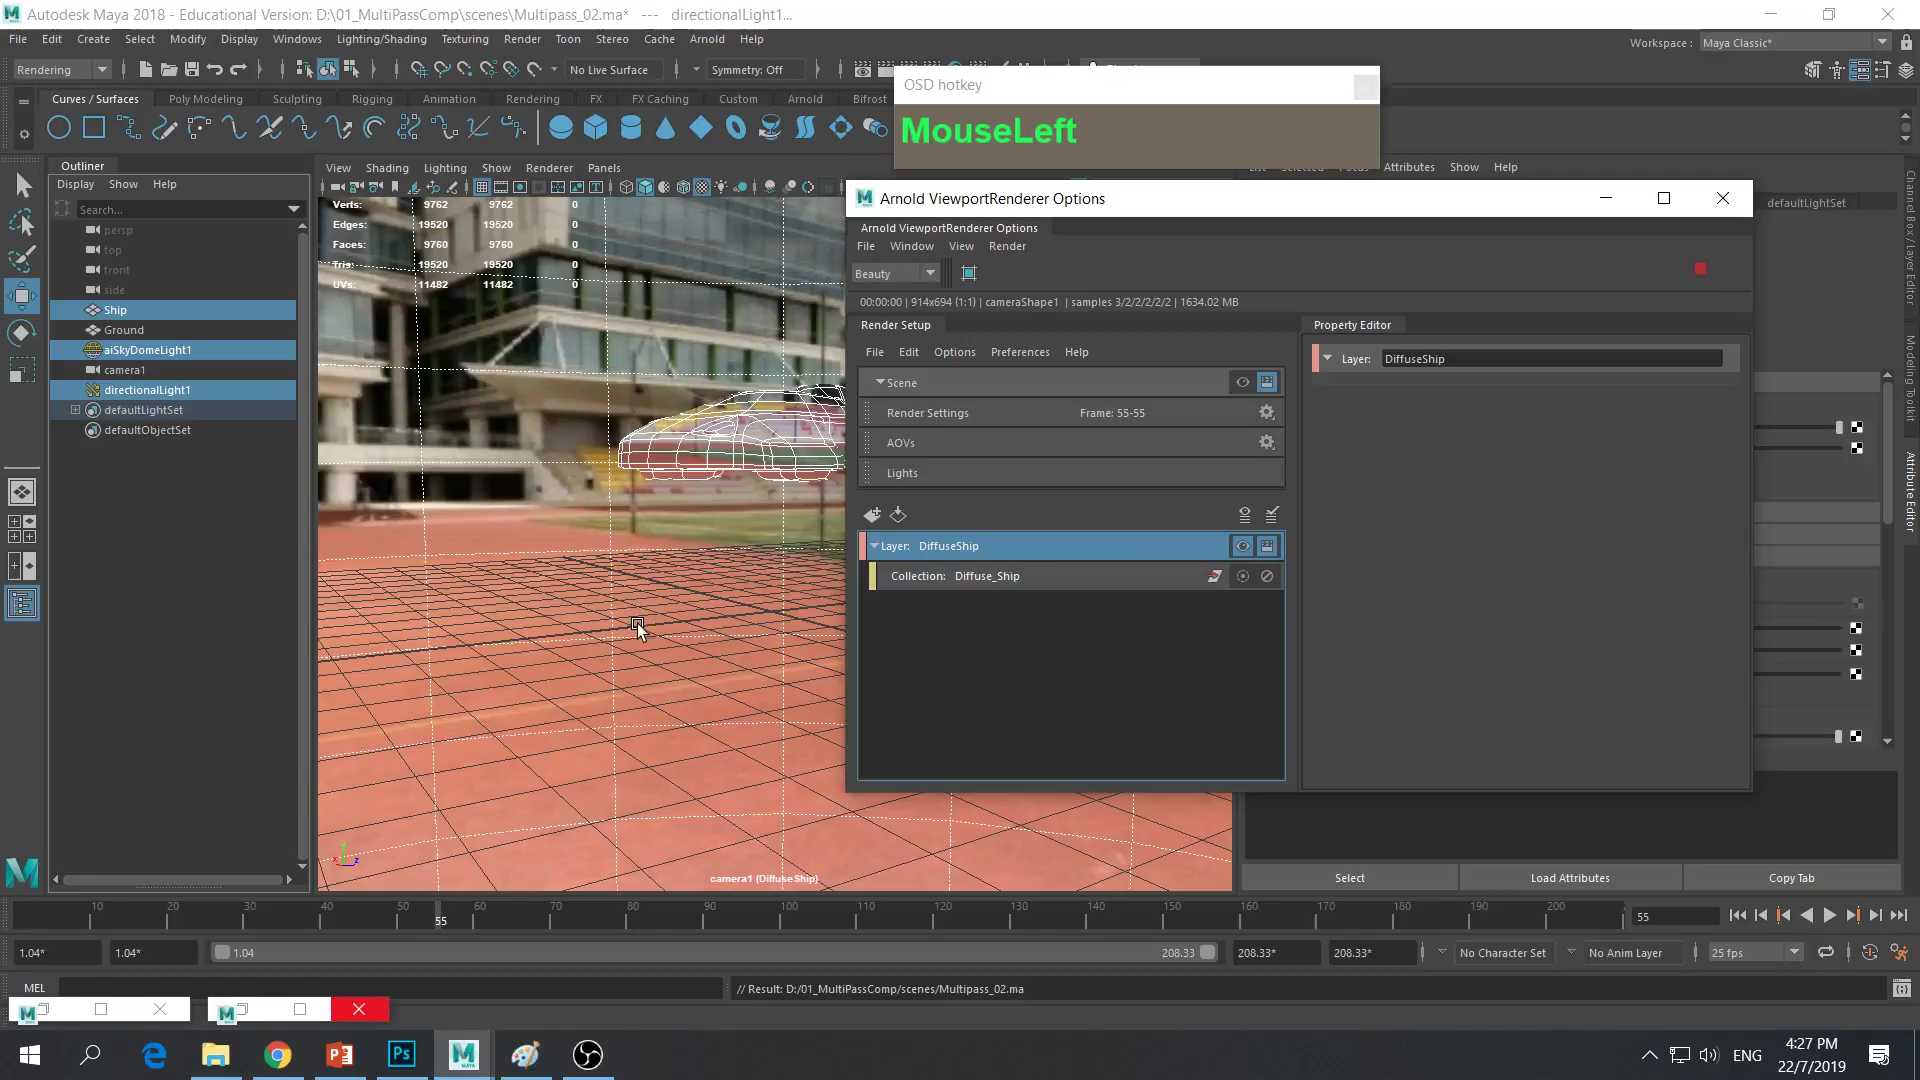 Autodesk Maya 2018 - Educational Version: D:\01_MultiPassComp\scenes\Multipass_02.ma*   ---   directionalLight1...
File Edit Create Select Modify Display Windows Lighting/Shading Texturing Render Toon Stereo Cache Arnold Help
Workspace : Maya Classic*
Rendering No Live Surface Symmetry: Off
OSD hotkey
MouseLeft
Curves / Surfaces Poly Modeling Sculpting Rigging Animation Rendering FX FX Caching Custom Arnold Bifrost
Outliner
Display Show Help
Search...
persp
top
front
side
Ship
Ground
aiSkyDomeLight1
camera1
directionalLight1
defaultLightSet
defaultObjectSet
View Shading Lighting Show Renderer Panels
Verts: 9762 9762 0
Edges: 19520 19520 0
Faces: 9760 9760 0
Tris: 19520 19520 0
UVs: 11482 11482 0
camera1 (DiffuseShip)
Attributes Show Help
defaultLightSet
Arnold ViewportRenderer Options
Arnold ViewportRenderer Options
File Window View Render
Beauty
00:00:00 | 914x694 (1:1) | cameraShape1 | samples 3/2/2/2/2/2 | 1634.02 MB
Render Setup
File Edit Options Preferences Help
Scene
Render Settings Frame: 55-55
AOVs
Lights
Layer: DiffuseShip
Collection: Diffuse_Ship
Property Editor
Layer: DiffuseShip
Channel Box / Layer Editor
Modeling Toolkit
Attribute Editor
Select Load Attributes Copy Tab
10 20 30 40 50 60 70 80 90 100 110 120 130 140 150 160 170 180 190 200
55
55
1.04* 1.04* 1.04 208.33 208.33* 208.33* No Character Set No Anim Layer 25 fps
MEL // Result: D:/01_MultiPassComp/scenes/Multipass_02.ma
ENG
4:27 PM
22/7/2019